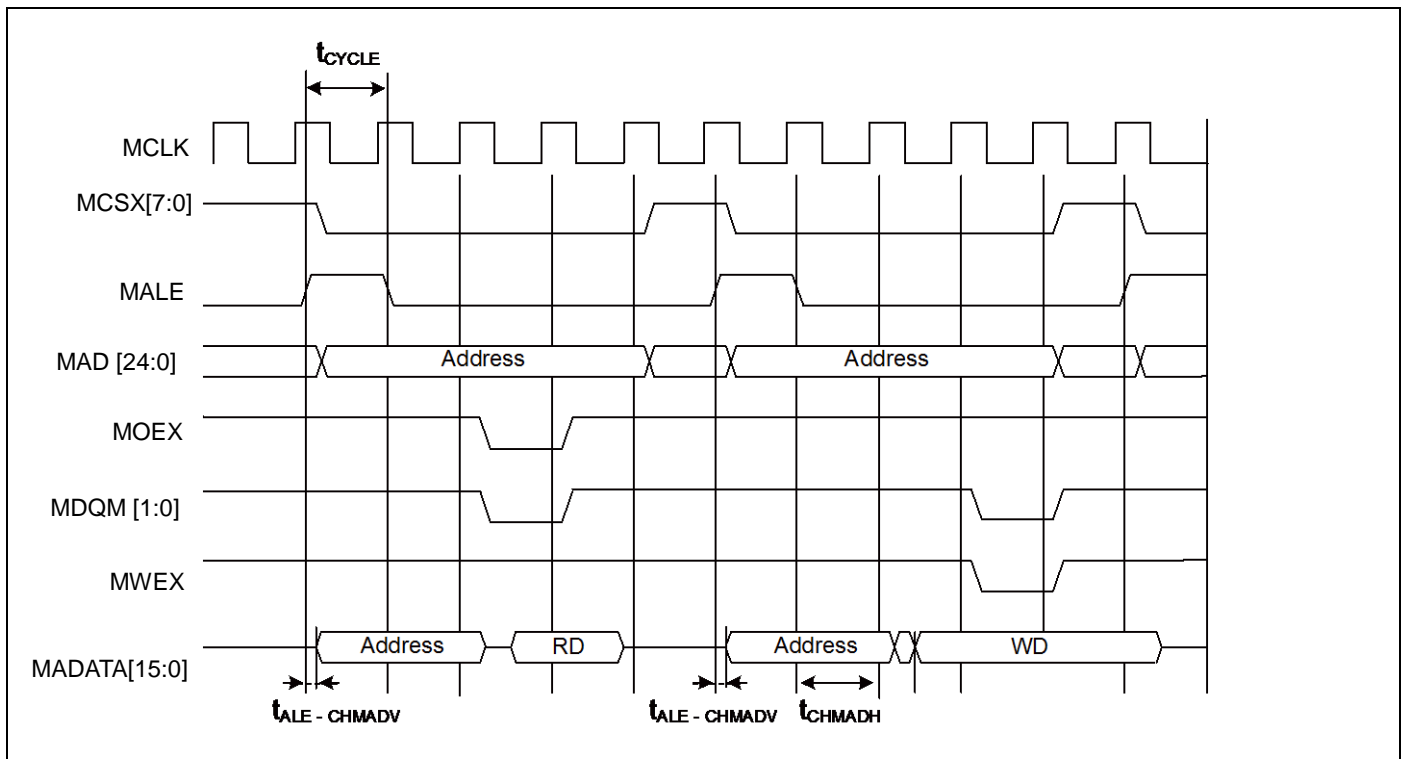 tCYCLE
MCLK
MCSX[7:0]
MALE
MAD [24:0]
Address
Address
MOEX
MDQM [1:0]
MWEX
MADATA[15:0]
Address
RD
Address
WD
tALE - CHMADV
tALE - CHMADV
tCHMADH